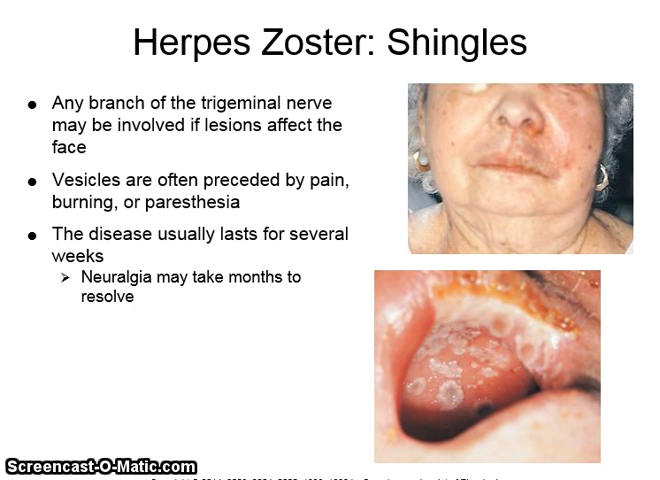 Herpes Zoster: Shingles
● Any branch of the trigeminal nerve
may be involved if lesions affect the
face
● Vesicles are often preceded by pain,
burning, or paresthesia
● The disease usually lasts for several
weeks
➢ Neuralgia may take months to
resolve
Screencast-O-Matic.com